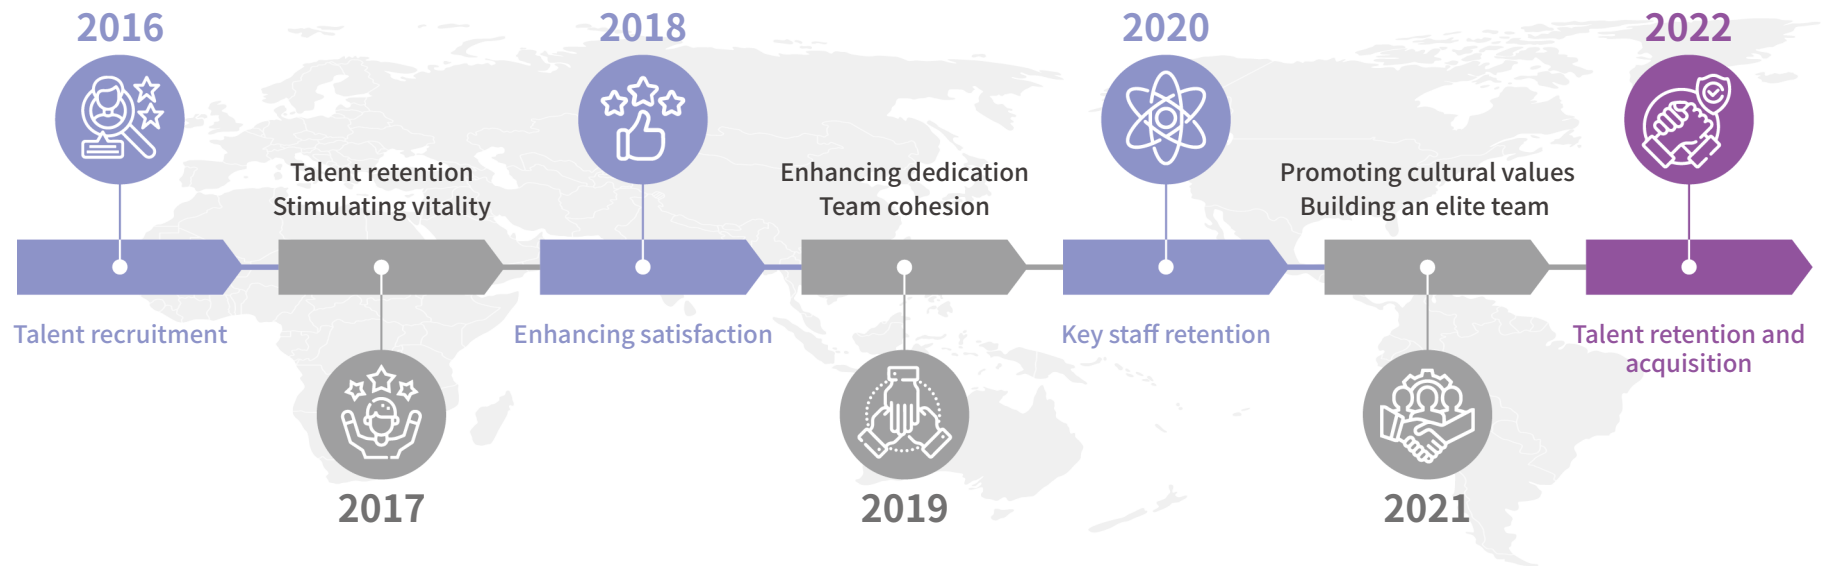 2016
Talent recruitment
Talent retention
Stimulating vitality
2017
2018
Enhancing satisfaction
Enhancing dedication
Team cohesion
2019
2020
Key staff retention
Promoting cultural values
Building an elite team
2021
2022
Talent retention and
acquisition